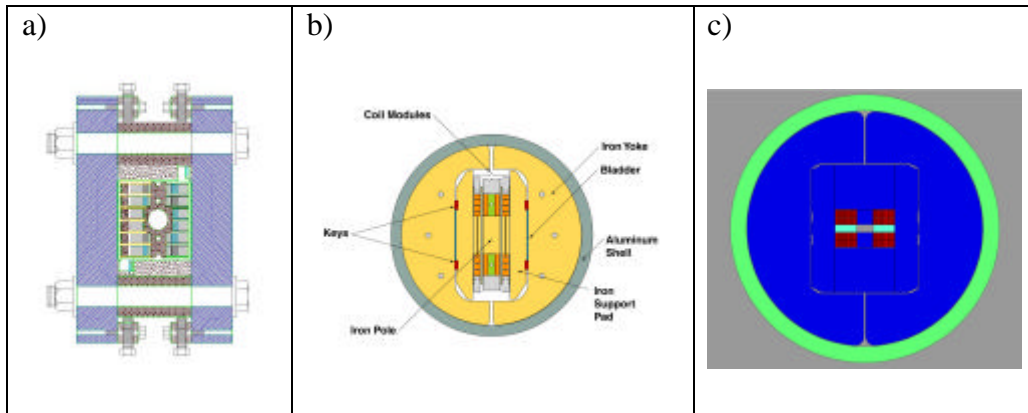 a)
b)
c)
Coil Modules
Iron Yoke
Bladder
Keys
Aluminum
Shell
Iron
Support
Pad
Iron Pole